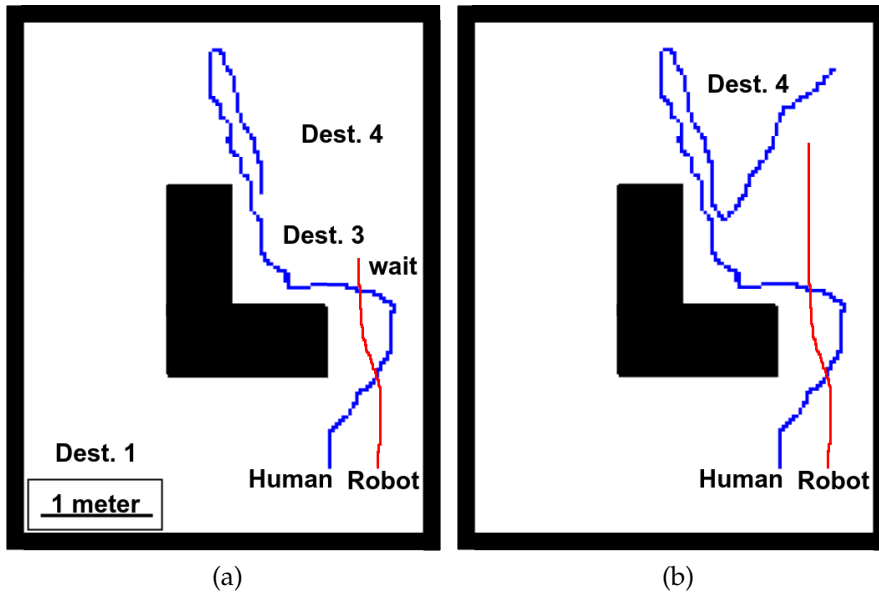 Dest. 4
Dest. 3
wait
Dest. 1
Human Robot
1 meter
(a)
Dest. 4
Human Robot
(b)